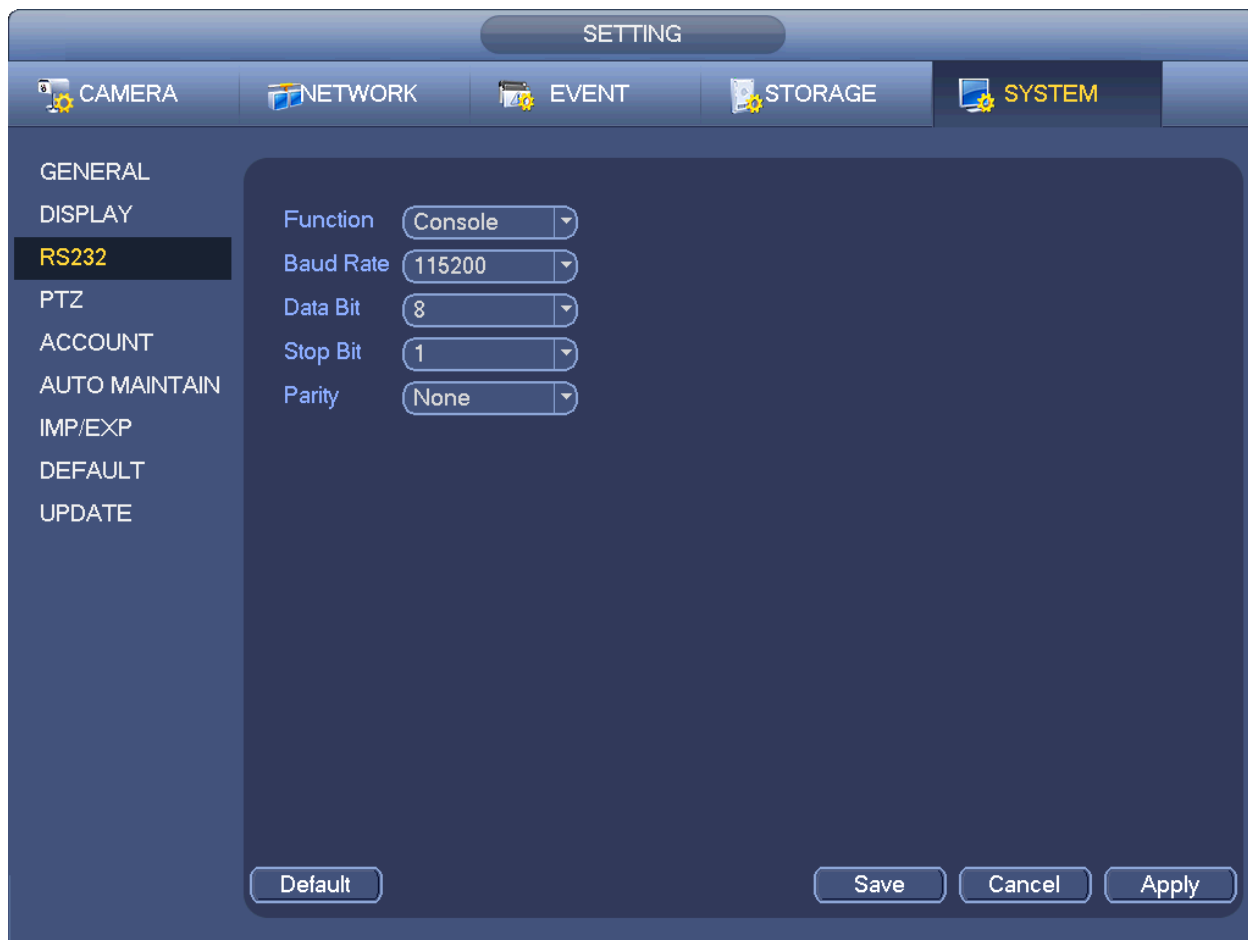 SETTING
CAMERA NETWORK EVENT STORAGE SYSTEM
GENERAL
DISPLAY
RS232
PTZ
ACCOUNT
AUTO MAINTAIN
IMP/EXP
DEFAULT
UPDATE
Function Console
Baud Rate 115200
Data Bit 8
Stop Bit 1
Parity None
Default Save Cancel Apply